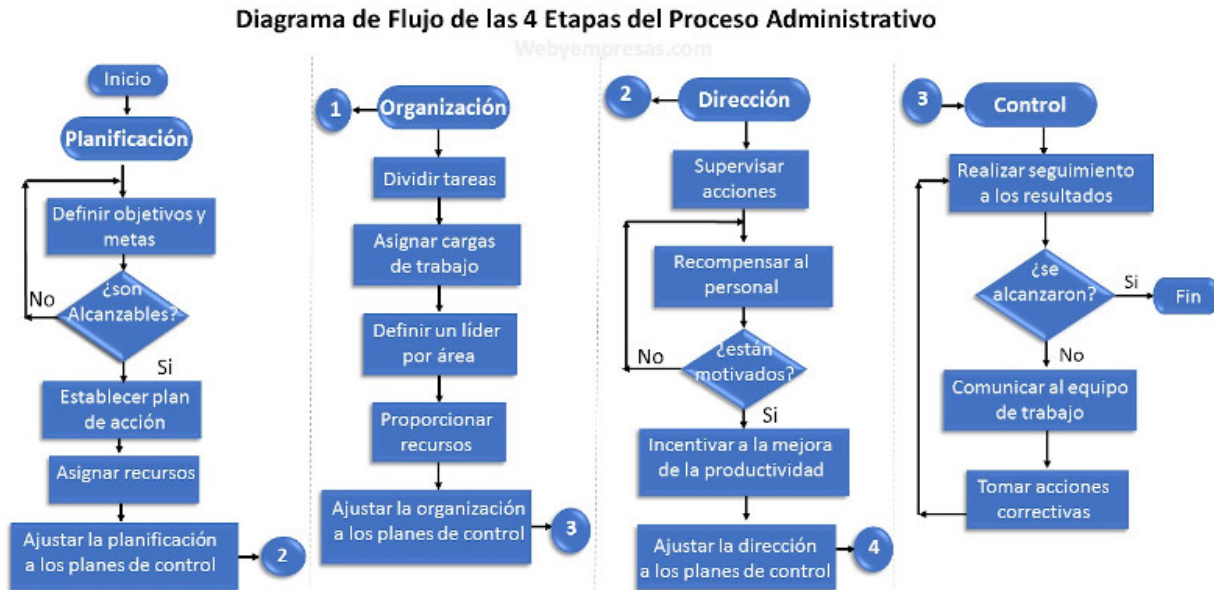 Diagrama de Flujo de las 4 Etapas del Proceso Administrativo
Webyempresas.com
Inicio
Planificación
Definir objetivos y
metas
¿son
Alcanzables?
No
Si
Establecer plan
de acción
Asignar recursos
Ajustar la planificación
a los planes de control
2
1
Organización
Dividir tareas
Asignar cargas
de trabajo
Definir un líder
por área
Proporcionar
recursos
Ajustar la organización
a los planes de control
3
2
Dirección
Supervisar
acciones
Recompensar al
personal
¿están
motivados?
No
Si
Incentivar a la mejora
de la productividad
Ajustar la dirección
a los planes de control
4
3
Control
Realizar seguimiento
a los resultados
¿se
alcanzaron?
Si
Fin
No
Comunicar al equipo
de trabajo
Tomar acciones
correctivas